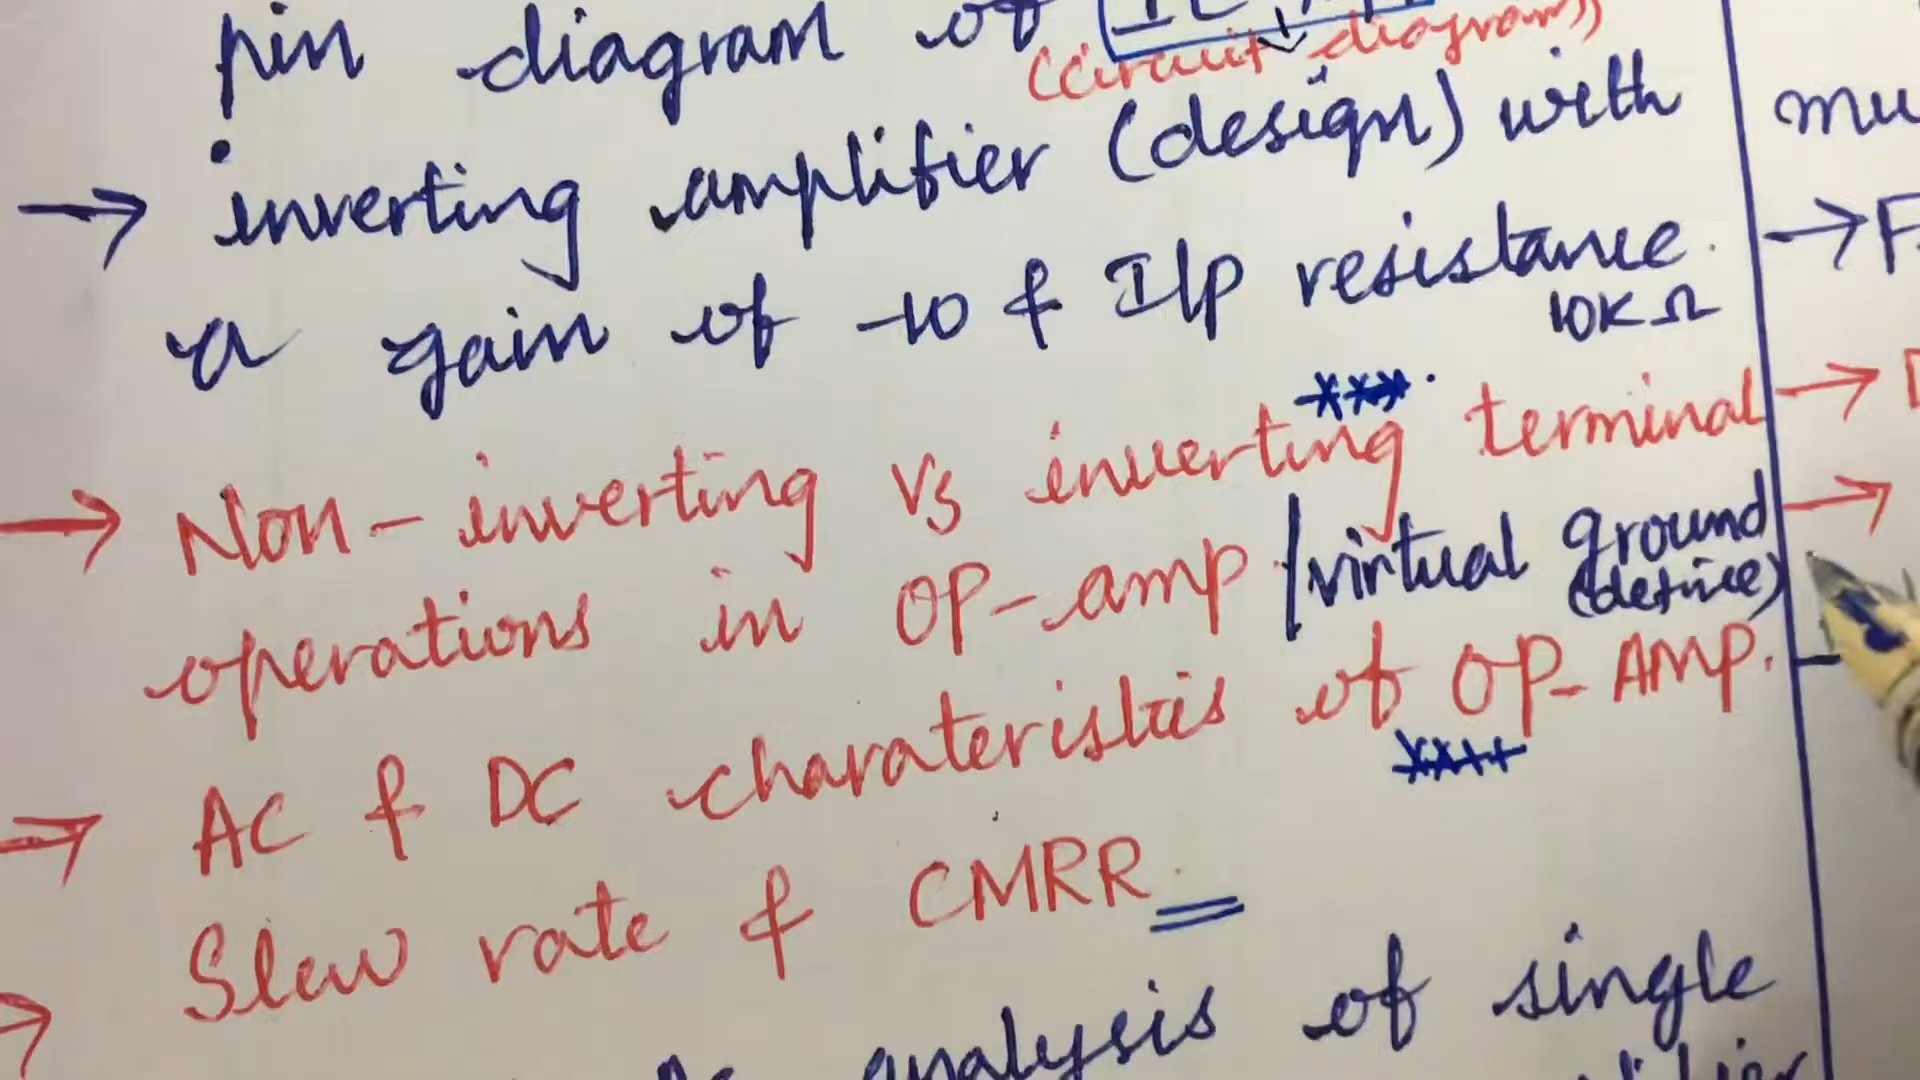 pin diagram of
(circuit diagram)
→ inverting amplifier (design) with
a gain of -10 & I/p resistance.
10K Ω
***
→ Non-inverting Vs inverting terminal
operations in OP-amp. /virtual ground
(define)
→ AC & DC charateristics of OP-AMP.
****
Slew rate & CMRR.
analysis of single
mu
→ F
→
→